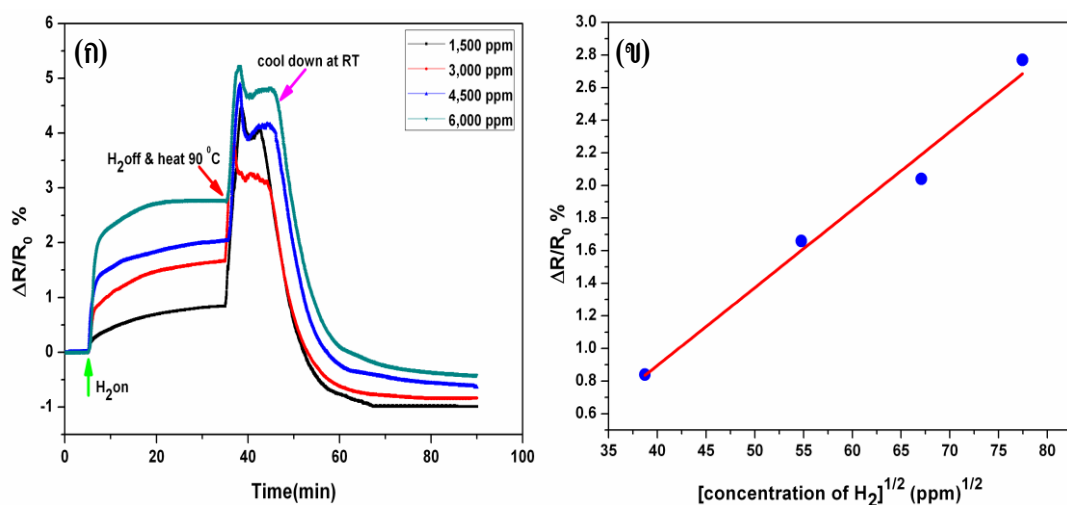 (ก)
6
5
4
3
2
1
0
-1
ΔR/R₀ %
0 20 40 60 80 100
Time(min)
1,500 ppm
3,000 ppm
4,500 ppm
6,000 ppm
cool down at RT
H₂off & heat 90 ⁰C
H₂on
(ข)
3.0
2.8
2.6
2.4
2.2
2.0
1.8
1.6
1.4
1.2
1.0
0.8
0.6
ΔR/R₀ %
35 40 45 50 55 60 65 70 75 80
[concentration of H₂]^1/2 (ppm)^1/2